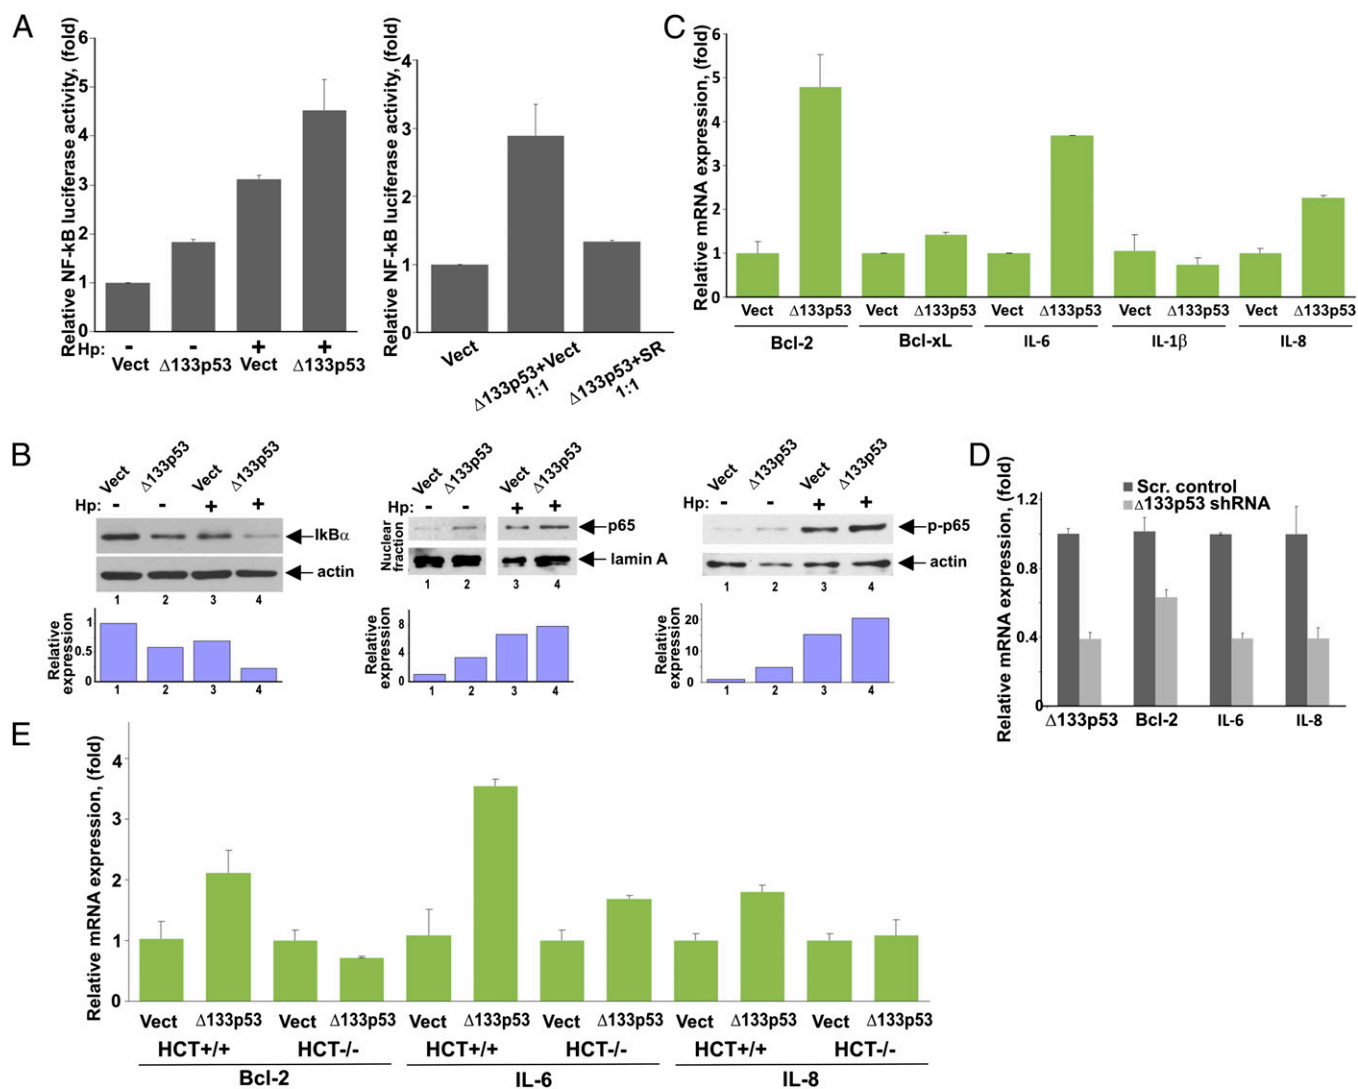 A
Relative NF-kB luciferase activity, (fold)
6
5
4
3
2
1
0
Hp: - - + +
Vect Δ133p53 Vect Δ133p53
Relative NF-kB luciferase activity, (fold)
4
3
2
1
0
Vect
Δ133p53+Vect
1:1
Δ133p53+SR
1:1
C
Relative mRNA expression, (fold)
6
5
4
3
2
1
0
Vect Δ133p53 Vect Δ133p53 Vect Δ133p53 Vect Δ133p53 Vect Δ133p53
Bcl-2 Bcl-xL IL-6 IL-1β IL-8
B
Vect Δ133p53 Vect Δ133p53
Hp: - - + +
IkBα
actin
1 2 3 4
Relative
expression
1
0.5
0
1 2 3 4
Vect Δ133p53 Vect Δ133p53
Hp: - - + +
Nuclear
fraction
p65
lamin A
1 2 3 4
Relative
expression
8
4
0
1 2 3 4
Vect Δ133p53 Vect Δ133p53
Hp: - - + +
p-p65
actin
1 2 3 4
Relative
expression
20
10
0
1 2 3 4
D
Relative mRNA expression, (fold)
Scr. control
Δ133p53 shRNA
1.2
0.8
0.4
0
Δ133p53 Bcl-2 IL-6 IL-8
E
Relative mRNA expression, (fold)
4
3
2
1
0
Vect Δ133p53 Vect Δ133p53 Vect Δ133p53 Vect Δ133p53 Vect Δ133p53 Vect Δ133p53
HCT+/+ HCT-/- HCT+/+ HCT-/- HCT+/+ HCT-/-
Bcl-2 IL-6 IL-8